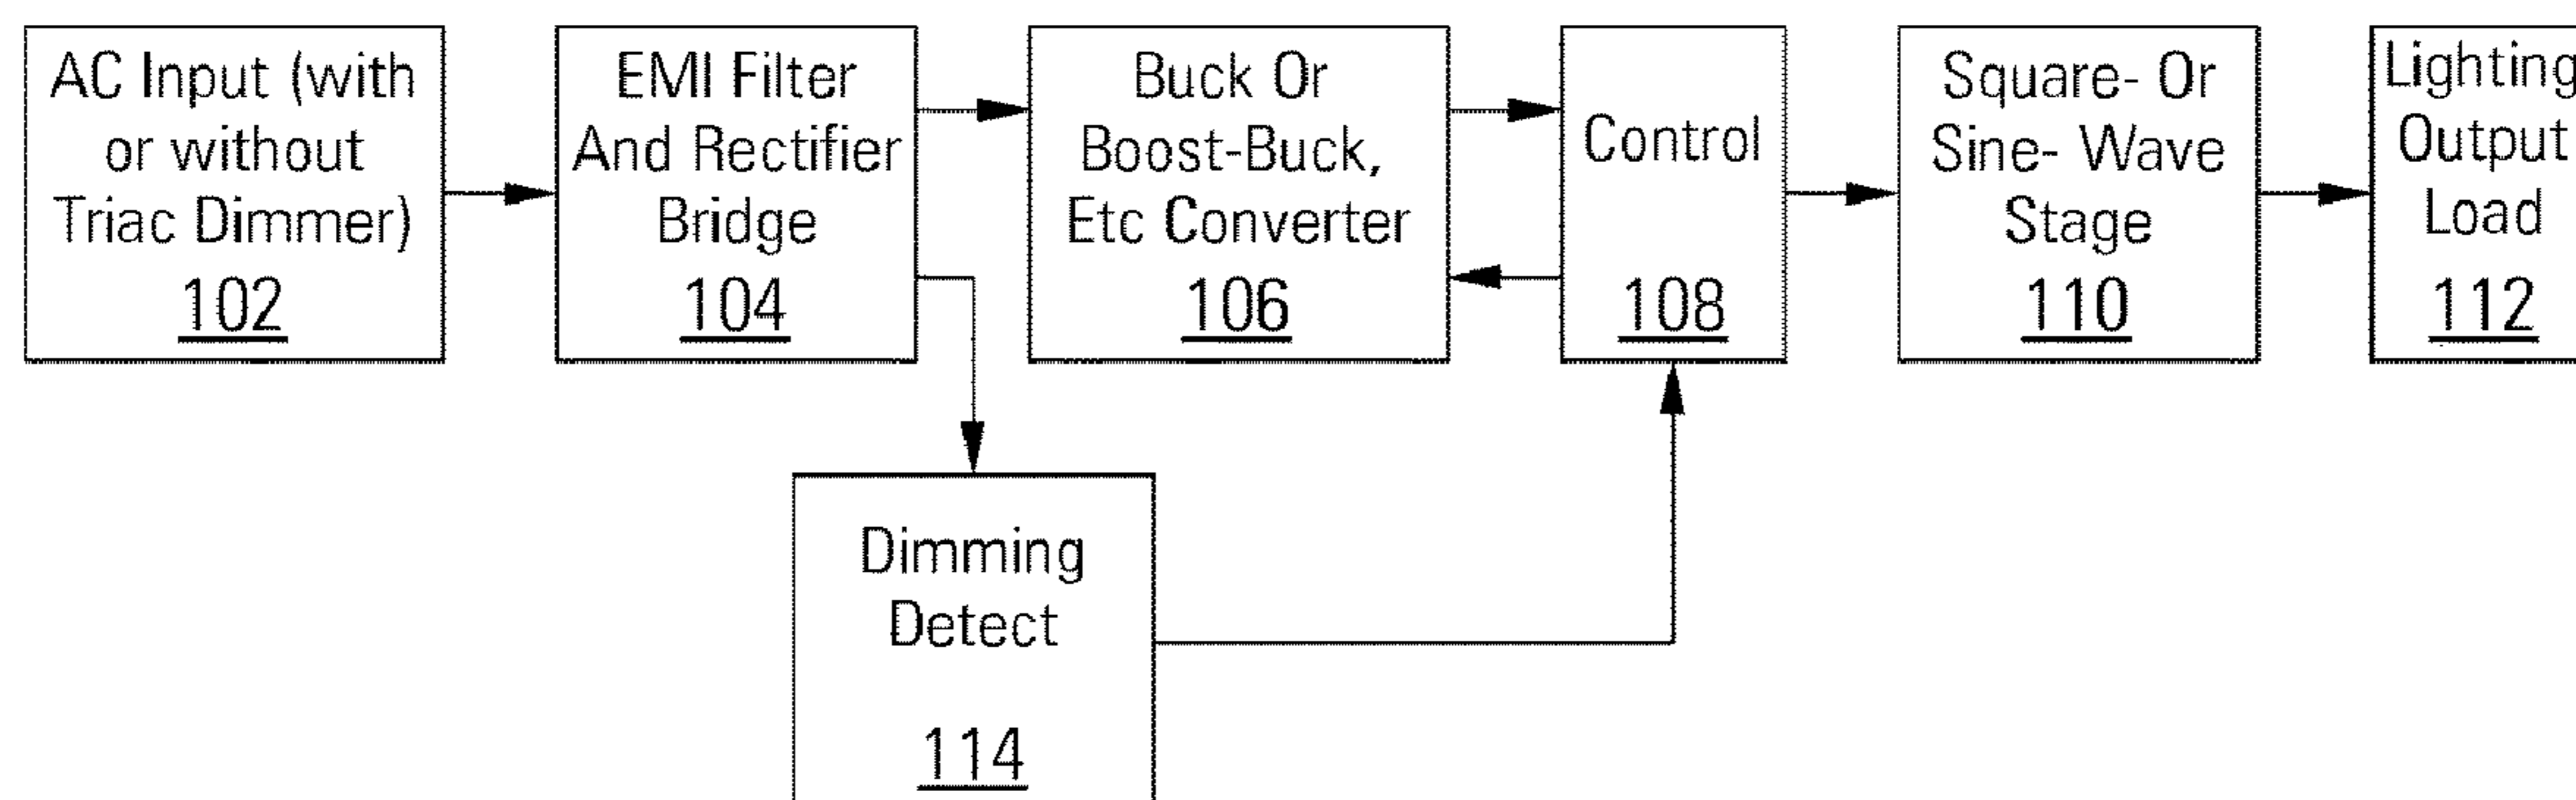 AC Input (with
or without
Triac Dimmer)
102
EMI Filter
And Rectifier
Bridge
104
Buck Or
Boost-Buck,
Etc Converter
106
Control
108
Square- Or
Sine- Wave
Stage
110
Lighting
Output
Load
112
Dimming
Detect
114